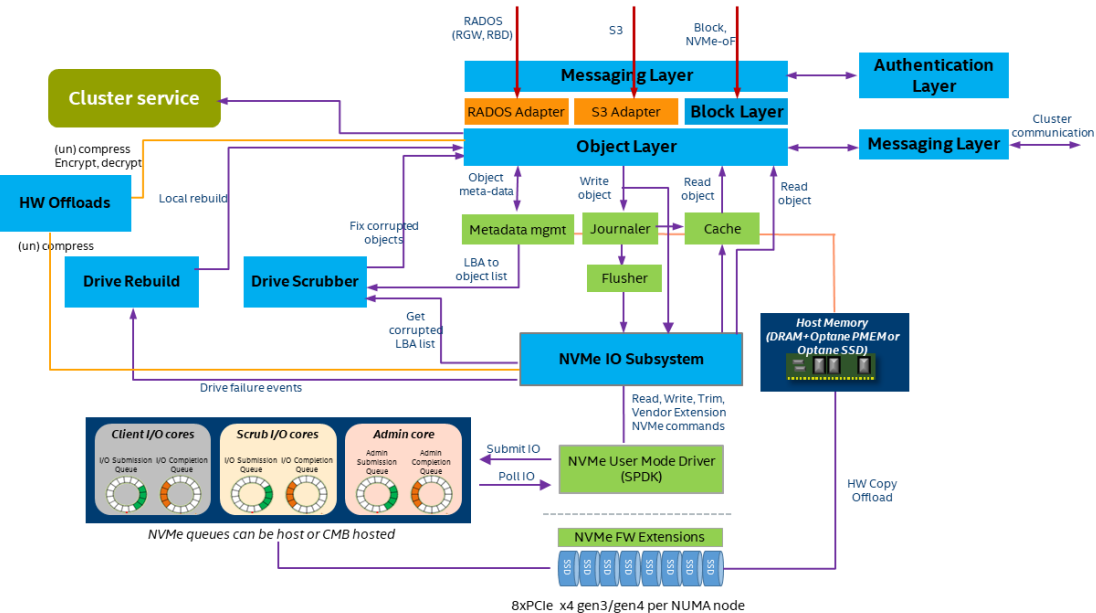 RADOS
(RGW, RBD)
S3
Block,
NVMe-oF
Messaging Layer
Authentication
Layer
Cluster service
RADOS Adapter
S3 Adapter
Block Layer
Cluster
communication
(un) compress
Encrypt, decrypt
Object Layer
Messaging Layer
HW Offloads
Local rebuild
Object
meta-data
Write
object
Read
object
Read
object
Fix corrupted
objects
Metadata mgmt
Journaler
Cache
(un) compress
Drive Rebuild
Drive Scrubber
LBA to
object list
Flusher
Get
corrupted
LBA list
Host Memory
(DRAM+Optane PMEM or
Optane SSD)
NVMe IO Subsystem
Drive failure events
Read, Write, Trim,
Vendor Extension
NVMe commands
Client I/O cores
Scrub I/O cores
Admin core
I/O Submission
Queue
I/O Completion
Queue
I/O Submission
Queue
I/O Completion
Queue
Admin
Submission
Queue
Admin
Completion
Queue
Submit IO
Poll IO
NVMe User Mode Driver
(SPDK)
HW Copy
Offload
NVMe queues can be host or CMB hosted
NVMe FW Extensions
SSD
SSD
SSD
SSD
SSD
SSD
SSD
SSD
8xPCIe x4 gen3/gen4 per NUMA node